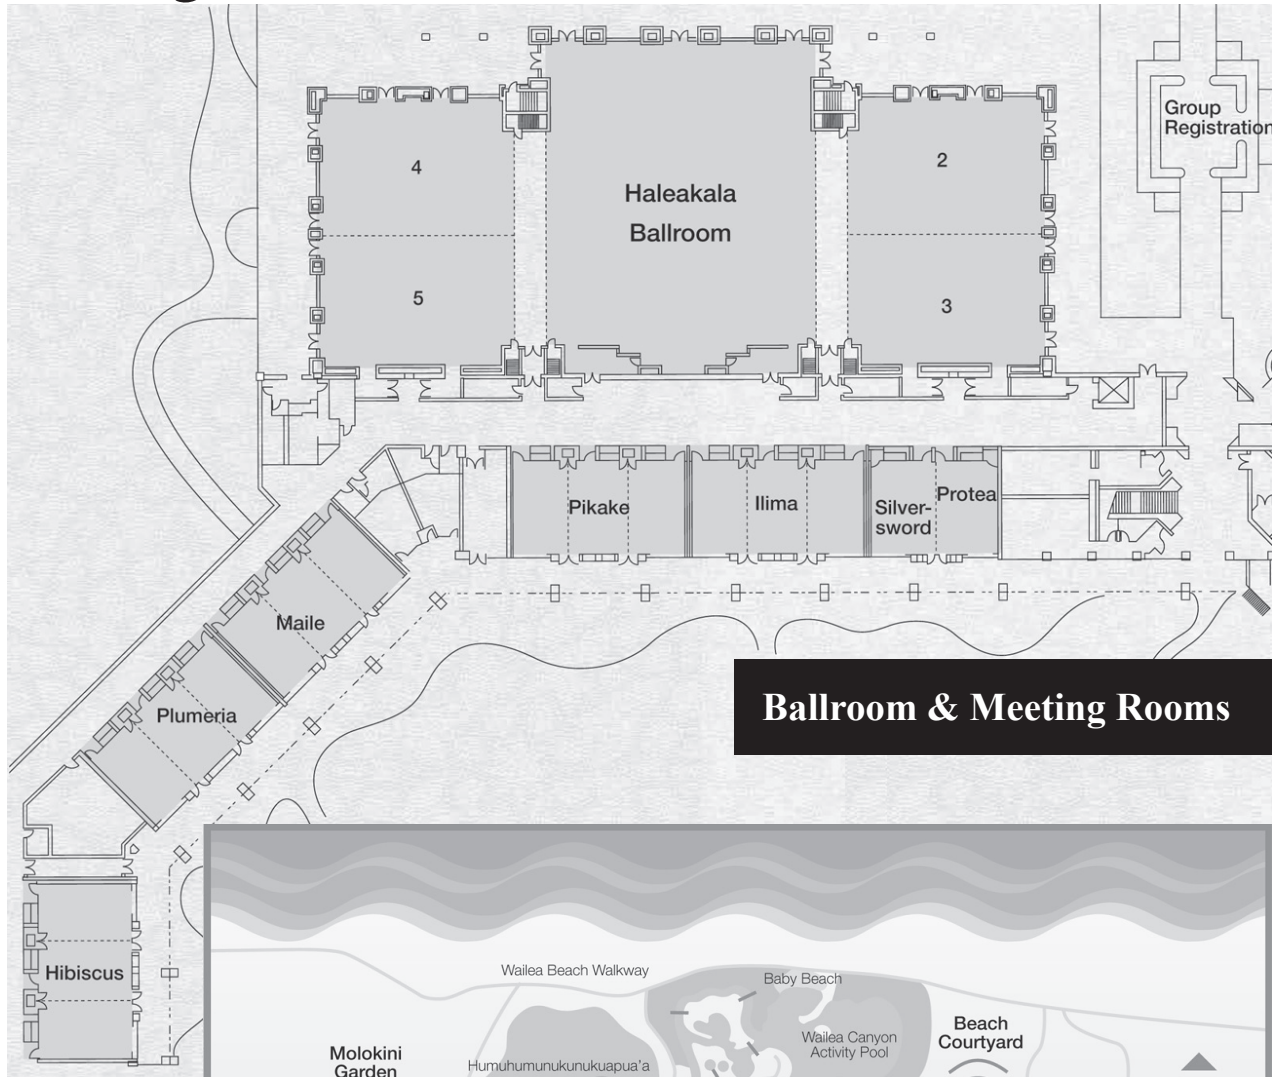 Group
Registration
4
2
Haleakala
Ballroom
5
3
Pikake
Ilima
Silver-
sword
Protea
Maile
Plumeria
Ballroom & Meeting Rooms
Hibiscus
Wailea Beach Walkway
Baby Beach
Wailea Canyon
Activity Pool
Beach
Courtyard
Molokini
Garden
Humuhumunukunukuapua'a